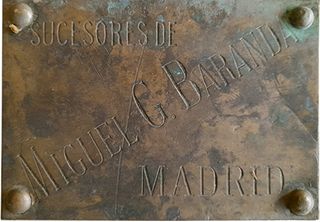 SUCESORES DE
MIGUEL G. BARANDA
MADRID